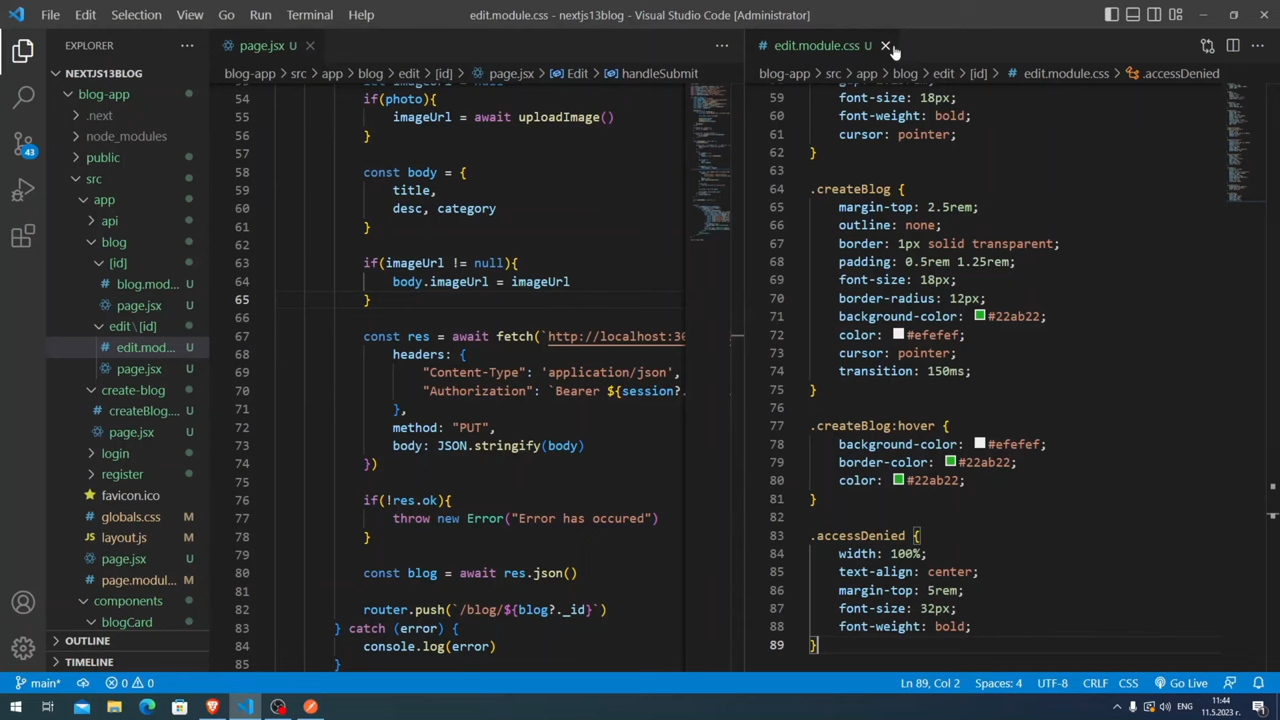 File Edit Selection View Go Run Terminal Help
edit.module.css - nextjs13blog - Visual Studio Code [Administrator]
EXPLORER
NEXTJS13BLOG
blog-app
.next
node_modules
public
src
app
api
blog
[id]
blog.mod... U
page.jsx U
edit\[id]
edit.mod... U
page.jsx U
create-blog
createBlog.... U
page.jsx U
login
register
favicon.ico
globals.css M
layout.js M
page.jsx U
page.modul... M
components
blogCard
OUTLINE
TIMELINE
43
page.jsx U
blog-app > src > app > blog > edit > [id] > page.jsx > Edit > handleSubmit
54 if(photo){
55 imageUrl = await uploadImage()
56 }
57
58 const body = {
59 title,
60 desc, category
61 }
62
63 if(imageUrl != null){
64 body.imageUrl = imageUrl
65 }
66
67 const res = await fetch(`http://localhost:30
68 headers: {
69 "Content-Type": 'application/json',
70 "Authorization": `Bearer ${session?.
71 },
72 method: "PUT",
73 body: JSON.stringify(body)
74 })
75
76 if(!res.ok){
77 throw new Error("Error has occured")
78 }
79
80 const blog = await res.json()
81
82 router.push(`/blog/${blog?._id}`)
83 } catch (error) {
84 console.log(error)
85 }
# edit.module.css U
blog-app > src > app > blog > edit > [id] > # edit.module.css > .accessDenied
59 font-size: 18px;
60 font-weight: bold;
61 cursor: pointer;
62 }
63
64 .createBlog {
65 margin-top: 2.5rem;
66 outline: none;
67 border: 1px solid transparent;
68 padding: 0.5rem 1.25rem;
69 font-size: 18px;
70 border-radius: 12px;
71 background-color: #22ab22;
72 color: #efefef;
73 cursor: pointer;
74 transition: 150ms;
75 }
76
77 .createBlog:hover {
78 background-color: #efefef;
79 border-color: #22ab22;
80 color: #22ab22;
81 }
82
83 .accessDenied {
84 width: 100%;
85 text-align: center;
86 margin-top: 5rem;
87 font-size: 32px;
88 font-weight: bold;
89 }
main* 0 0 Ln 89, Col 2 Spaces: 4 UTF-8 CRLF CSS Go Live
ENG 11:44
11.5.2023 г.
1